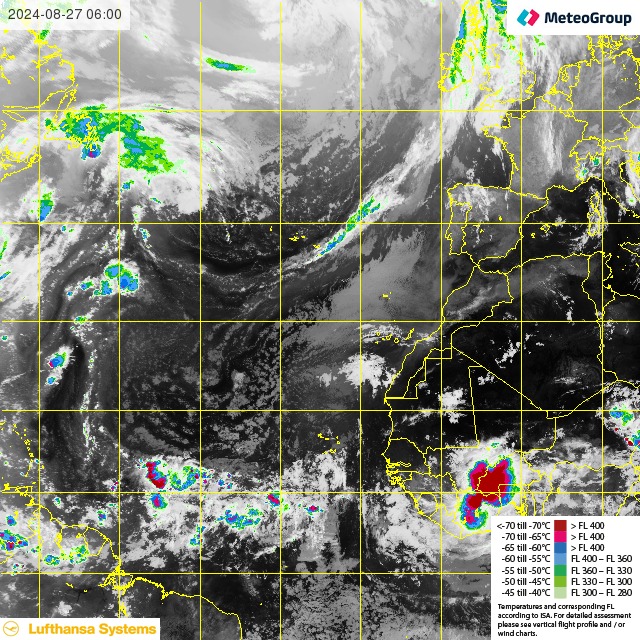 2024-08-27 06:00
MeteoGroup
<-70 till -70°C > FL 400
-70 till -65°C > FL 400
-65 till -60°C > FL 400
-60 till -55°C FL 400 – FL 360
-55 till -50°C FL 360 – FL 330
-50 till -45°C FL 330 – FL 300
-45 till -40°C FL 300 – FL 280
Temperatures and corresponding FL
according to ISA. For detailed assessment
please see vertical flight profile and / or
wind charts.
Lufthansa Systems